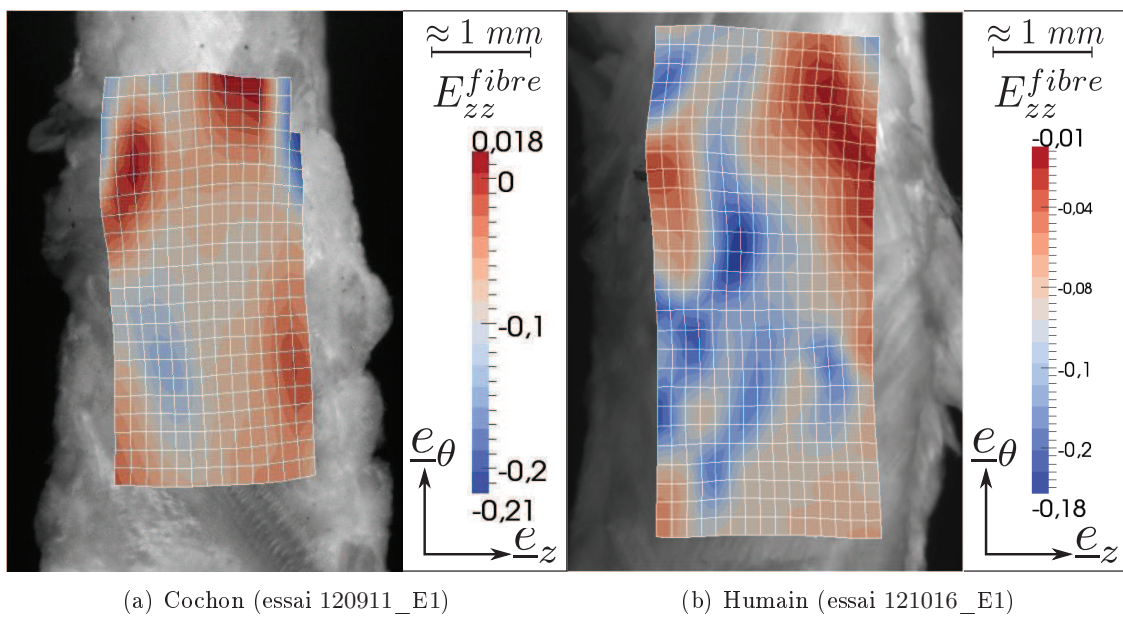 ≈ 1 mm
E_zz^fibre
0,018
0
-0,1
-0,2
-0,21
e_θ
e_z
≈ 1 mm
E_zz^fibre
-0,01
-0.04
-0,08
-0,1
-0,2
-0,18
e_θ
e_z
(a) Cochon (essai 120911_E1)
(b) Humain (essai 121016_E1)